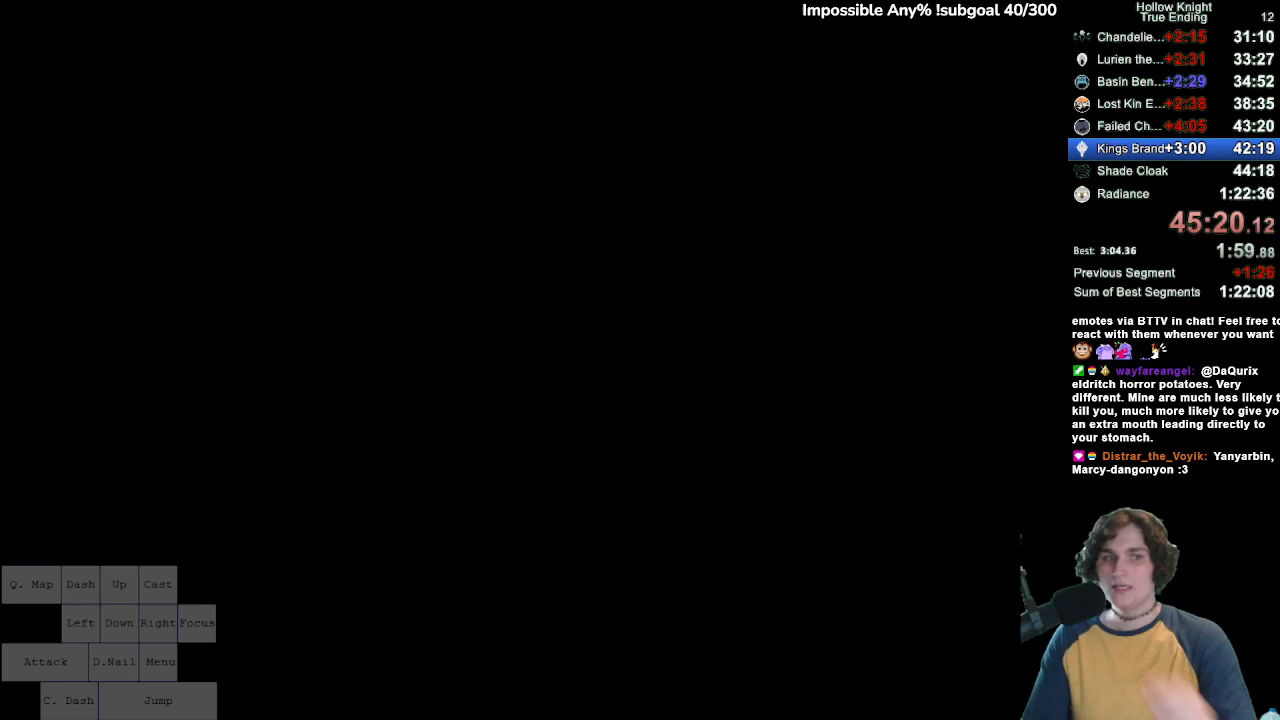 Impossible Any% !subgoal 40/300
Hollow Knight
True Ending
12
Chandelie... +2:15 31:10
Lurien the... +2:31 33:27
Basin Ben... +2:29 34:52
Lost Kin E... +2:38 38:35
Failed Ch... +4:05 43:20
Kings Brand +3:00 42:19
Shade Cloak 44:18
Radiance 1:22:36
45:20.12
Best: 3:04.36 1:59.88
Previous Segment +1:26
Sum of Best Segments 1:22:08
emotes via BTTV in chat! Feel free to
react with them whenever you want
wayfareangel: @DaQurix
eldritch horror potatoes. Very
different. Mine are much less likely t
kill you, much more likely to give yo
an extra mouth leading directly to
your stomach.
Distrar_the_Voyik: Yanyarbin,
Marcy-dangonyon :3
Q. Map Dash Up Cast
Left Down Right Focus
Attack D.Nail Menu
C. Dash Jump